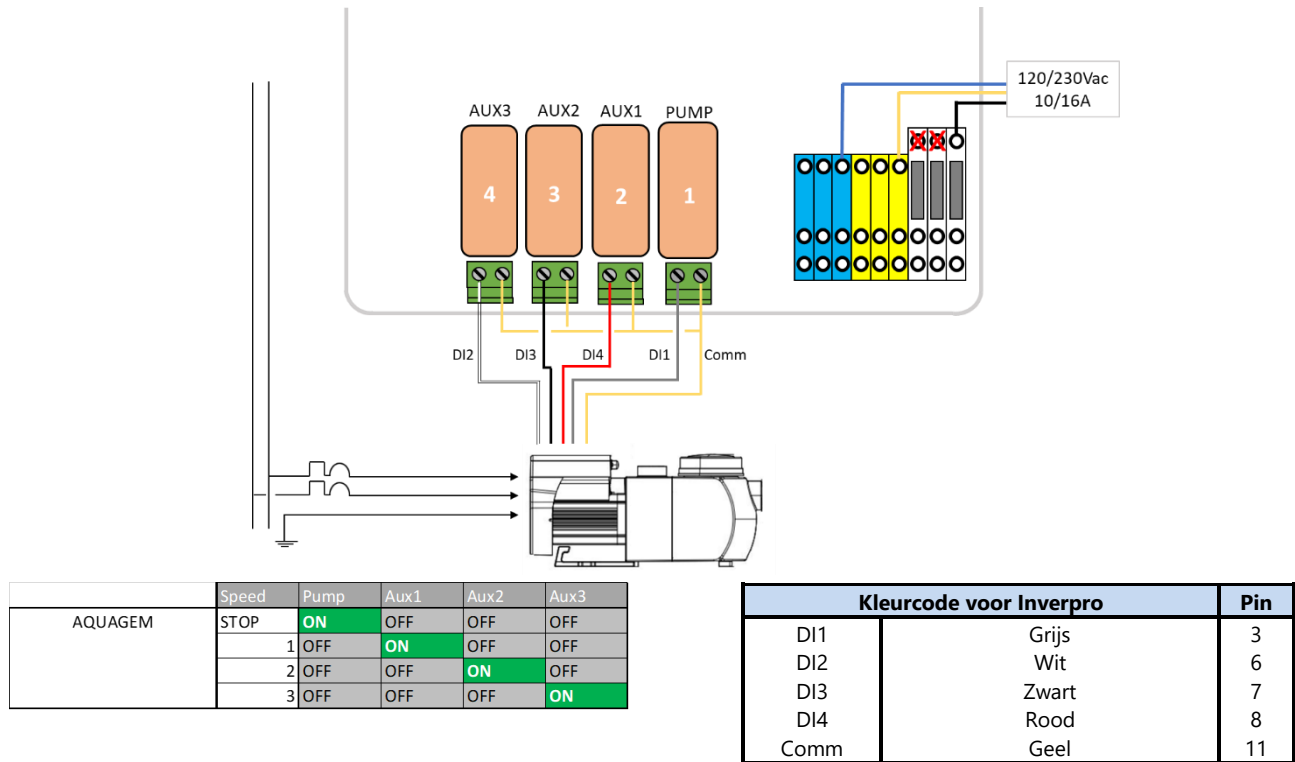 120/230Vac
10/16A
AUX3 AUX2 AUX1 PUMP
4 3 2 1
DI2 DI3 DI4 DI1 Comm
Speed Pump Aux1 Aux2 Aux3
AQUAGEM STOP ON OFF OFF OFF
1 OFF ON OFF OFF
2 OFF OFF ON OFF
3 OFF OFF OFF ON
Kleurcode voor Inverpro Pin
DI1 Grijs 3
DI2 Wit 6
DI3 Zwart 7
DI4 Rood 8
Comm Geel 11